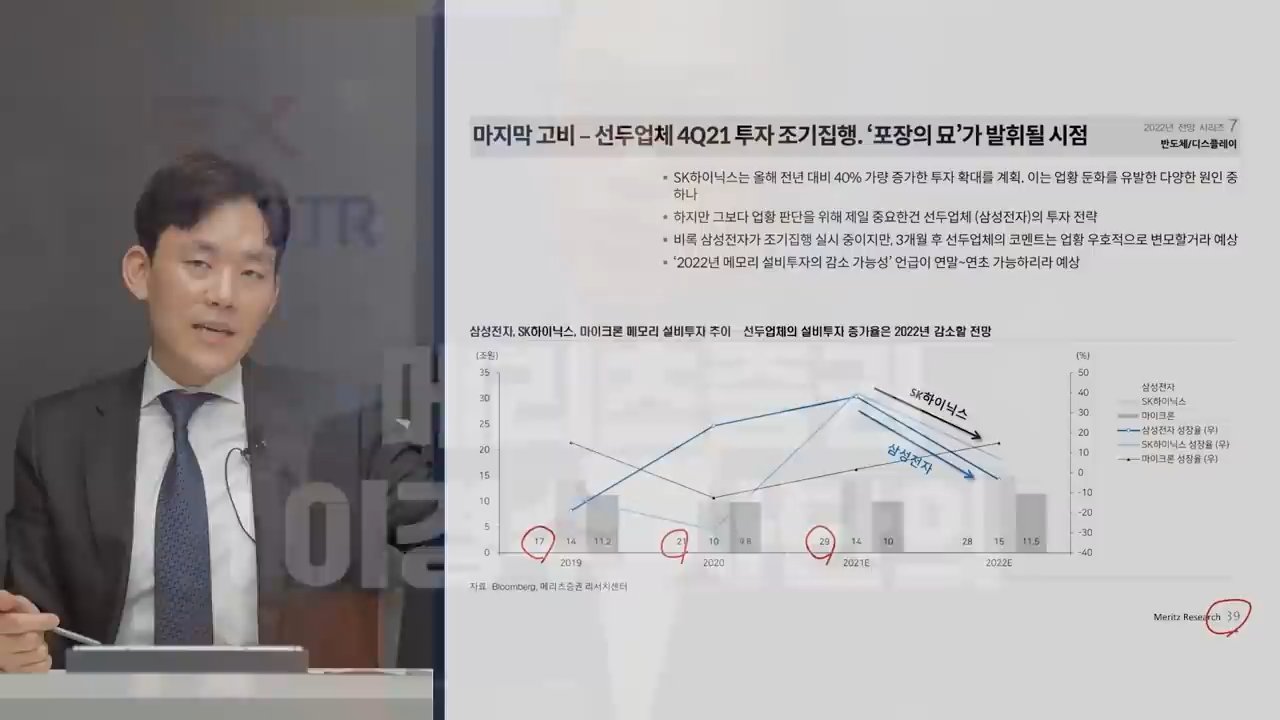 마지막 고비 – 선두업체 4Q21 투자 조기집행. ‘포장의 묘’가 발휘될 시점
2022년 전망 시리즈 7
반도체/디스플레이
▪ SK하이닉스는 올해 전년 대비 40% 가량 증가한 투자 확대를 계획. 이는 업황 둔화를 유발한 다양한 원인 중
하나
▪ 하지만 그보다 업황 판단을 위해 제일 중요한건 선두업체 (삼성전자)의 투자 전략
▪ 비록 삼성전자가 조기집행 실시 중이지만, 3개월 후 선두업체의 코멘트는 업황 우호적으로 변모할거라 예상
▪ ‘2022년 메모리 설비투자의 감소 가능성’ 언급이 연말~연초 가능하리라 예상
삼성전자, SK하이닉스, 마이크론 메모리 설비투자 추이 선두업체의 설비투자 증가율은 2022년 감소할 전망
(조원)
(%)
35
30
25
20
15
10
5
0
50
40
30
20
10
0
-10
-20
-30
-40
SK하이닉스
삼성전자
17 14 11.2
21 10 9.8
29 14 10
28 15 11.5
2019 2020 2021E 2022E
삼성전자
SK하이닉스
마이크론
삼성전자 성장율 (우)
SK하이닉스 성장율 (우)
마이크론 성장율 (우)
자료: Bloomberg, 메리츠증권 리서치센터
Meritz Research 39
TR